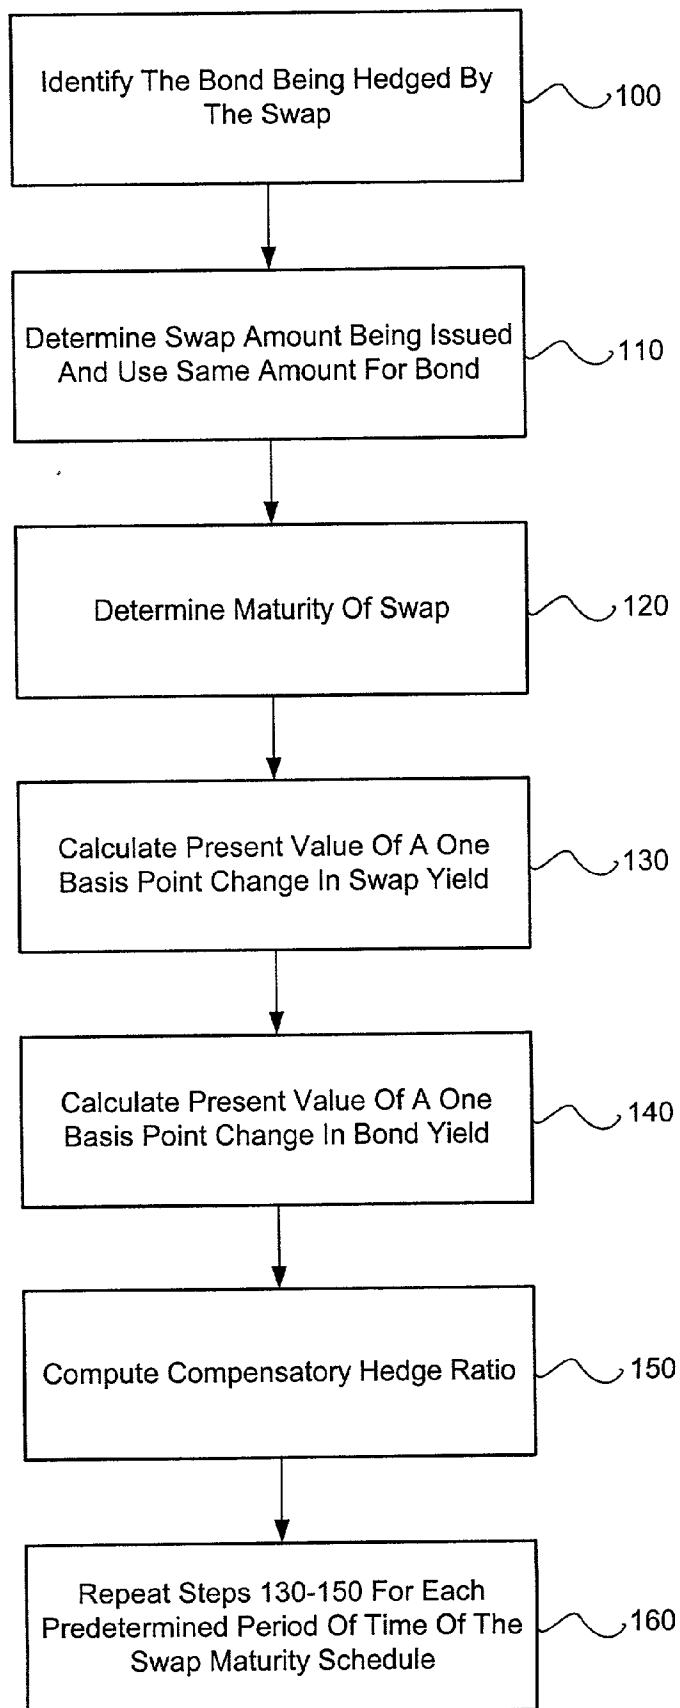 Identify The Bond Being Hedged By
The Swap
100
Determine Swap Amount Being Issued
And Use Same Amount For Bond
110
Determine Maturity Of Swap
120
Calculate Present Value Of A One
Basis Point Change In Swap Yield
130
Calculate Present Value Of A One
Basis Point Change In Bond Yield
140
Compute Compensatory Hedge Ratio
150
Repeat Steps 130-150 For Each
Predetermined Period Of Time Of The
Swap Maturity Schedule
160